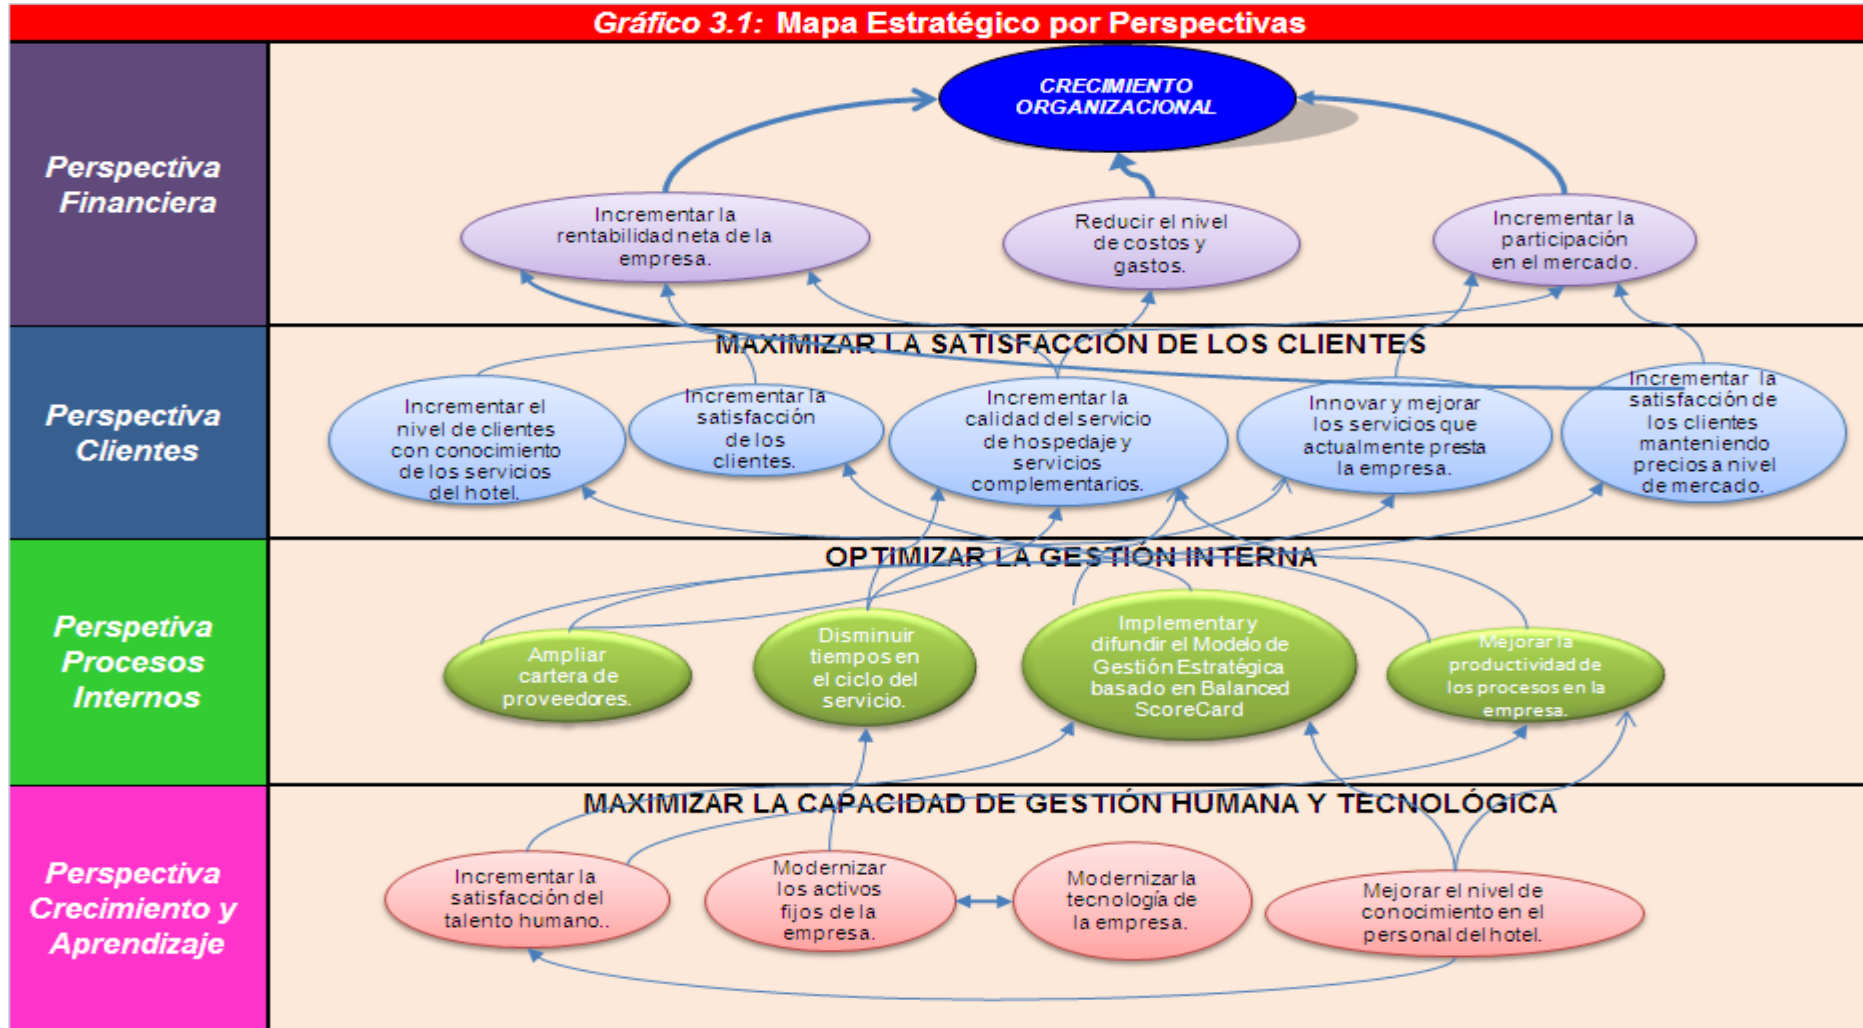 Gráfico 3.1: Mapa Estratégico por Perspectivas
Perspectiva
Financiera
CRECIMIENTO
ORGANIZACIONAL
Incrementar la
rentabilidad neta de la
empresa.
Reducir el nivel
de costos y
gastos.
Incrementar la
participación
en el mercado.
Perspectiva
Clientes
MAXIMIZAR LA SATISFACCIÓN DE LOS CLIENTES
Incrementar el
nivel de clientes
con conocimiento
de los servicios
del hotel.
Incrementar la
satisfacción
de los
clientes.
Incrementar la
calidad del servicio
de hospedaje y
servicios
complementarios.
Innovar y mejorar
los servicios que
actualmente presta
la empresa.
Incrementar la
satisfacción de
los clientes
manteniendo
precios a nivel
de mercado.
Perspetiva
Procesos
Internos
OPTIMIZAR LA GESTIÓN INTERNA
Ampliar
cartera de
proveedores.
Disminuir
tiempos en
el ciclo del
servicio.
Implementar y
difundir el Modelo de
Gestión Estratégica
basado en Balanced
ScoreCard
Mejorar la
productividad de
los procesos en la
empresa.
Perspectiva
Crecimiento y
Aprendizaje
MAXIMIZAR LA CAPACIDAD DE GESTIÓN HUMANA Y TECNOLÓGICA
Incrementar la
satisfacción del
talento humano..
Modernizar
los activos
fijos de la
empresa.
Modernizar la
tecnología de
la empresa.
Mejorar el nivel de
conocimiento en el
personal del hotel.